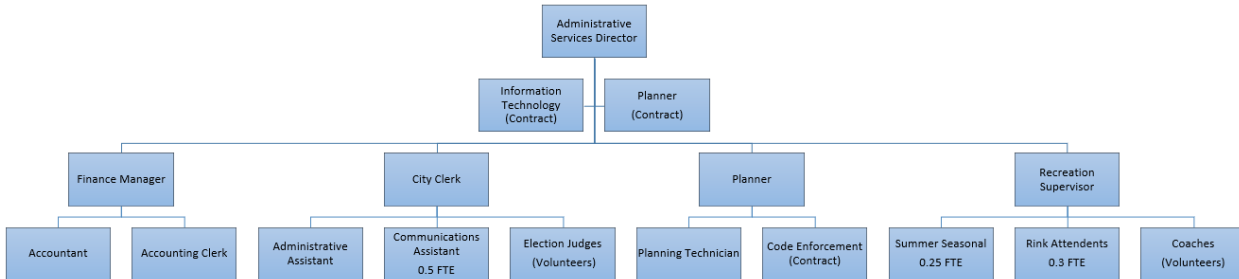 Administrative
Services Director
Information
Technology
(Contract)
Planner
(Contract)
Finance Manager
City Clerk
Planner
Recreation
Supervisor
Accountant
Accounting Clerk
Administrative
Assistant
Communications
Assistant
0.5 FTE
Election Judges
(Volunteers)
Planning Technician
Code Enforcement
(Contract)
Summer Seasonal
0.25 FTE
Rink Attendents
0.3 FTE
Coaches
(Volunteers)